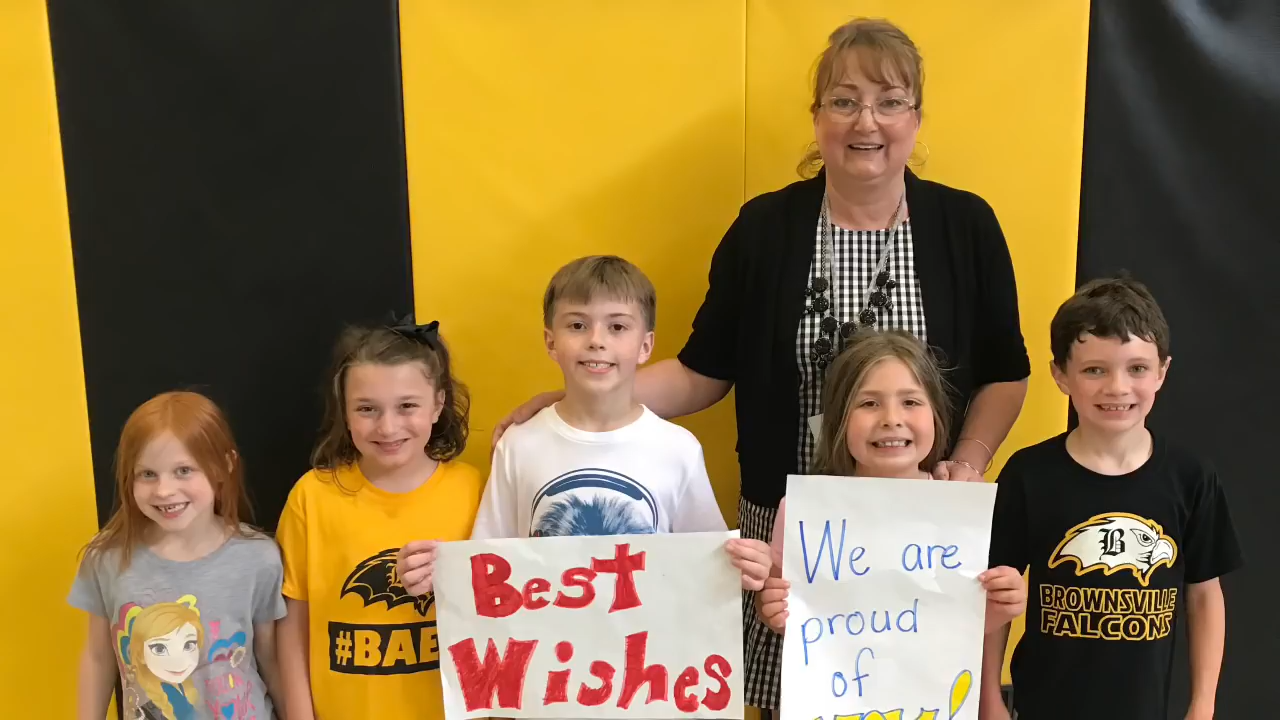 Best
Wishes
We are
proud
of
#BAE
B
BROWNSVILLE
FALCONS